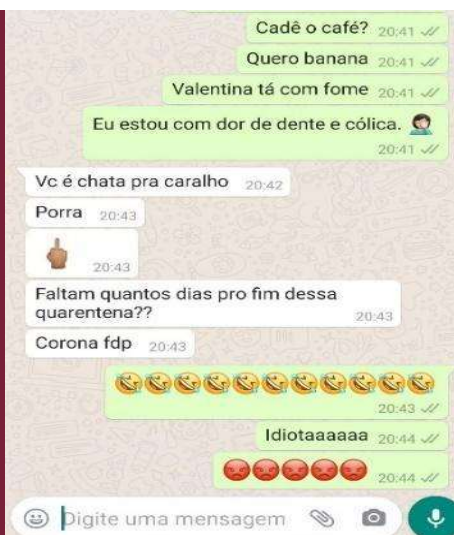 Cadê o café? 20:41
Quero banana 20:41
Valentina tá com fome 20:41
Eu estou com dor de dente e cólica. 🤦🏻‍♀️
20:41
Vc é chata pra caralho 20:42
Porra 20:43
🖕🏽
20:43
Faltam quantos dias pro fim dessa
quarentena?? 20:43
Corona fdp 20:43
🤣🤣🤣🤣🤣🤣🤣🤣🤣🤣🤣
20:43
Idiotaaaaaa 20:44
😡😡😡😡😡 20:44
Digite uma mensagem